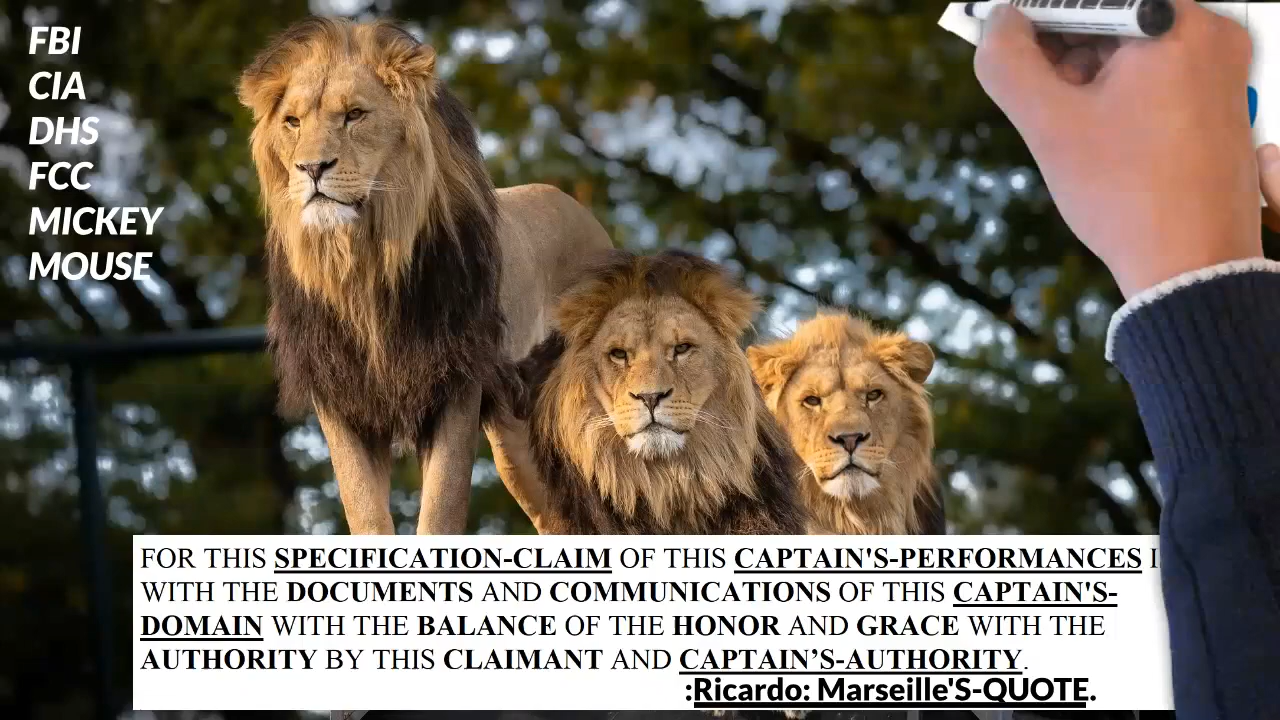 FBI
CIA
DHS
FCC
MICKEY
MOUSE
FOR THIS SPECIFICATION-CLAIM OF THIS CAPTAIN'S-PERFORMANCES
WITH THE DOCUMENTS AND COMMUNICATIONS OF THIS CAPTAIN'S-
DOMAIN WITH THE BALANCE OF THE HONOR AND GRACE WITH THE
AUTHORITY BY THIS CLAIMANT AND CAPTAIN’S-AUTHORITY.
:Ricardo: Marseille'S-QUOTE.